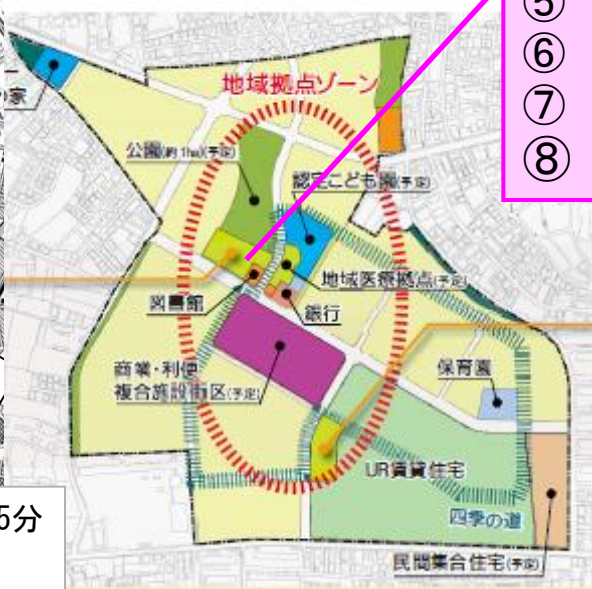 ⑤
⑥
⑦
⑧
家
地域拠点ゾーン
公園(約1ha)(予定)
認定こども園(予定)
地域医療拠点(予定)
図書館
銀行
商業・利便
複合施設街区(予定)
保育園
UR賃貸住宅
四季の道
民間集合住宅(予定)
5分